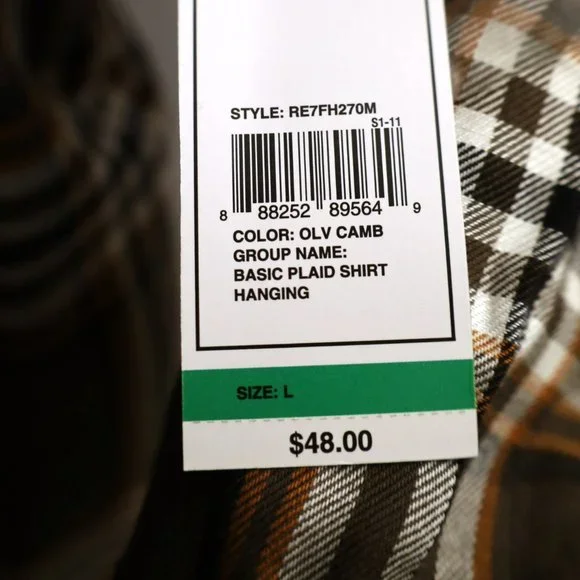 STYLE: RE7FH270M
S1-11
8 88252 89564 9
COLOR: OLV CAMB
GROUP NAME:
BASIC PLAID SHIRT
HANGING
SIZE: L
$48.00